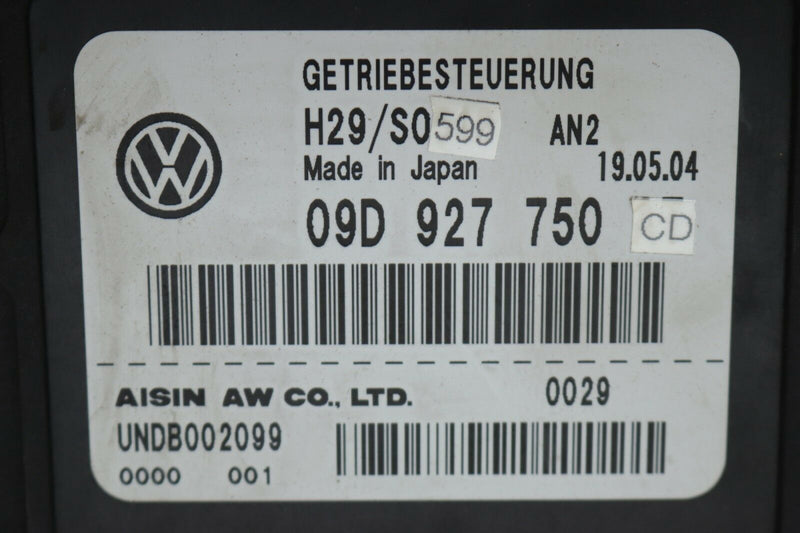 GETRIEBESTEUERUNG
H29/S0599 AN2
Made in Japan 19.05.04
09D 927 750 CD
AISIN AW CO., LTD. 0029
UNDB002099
0000 001